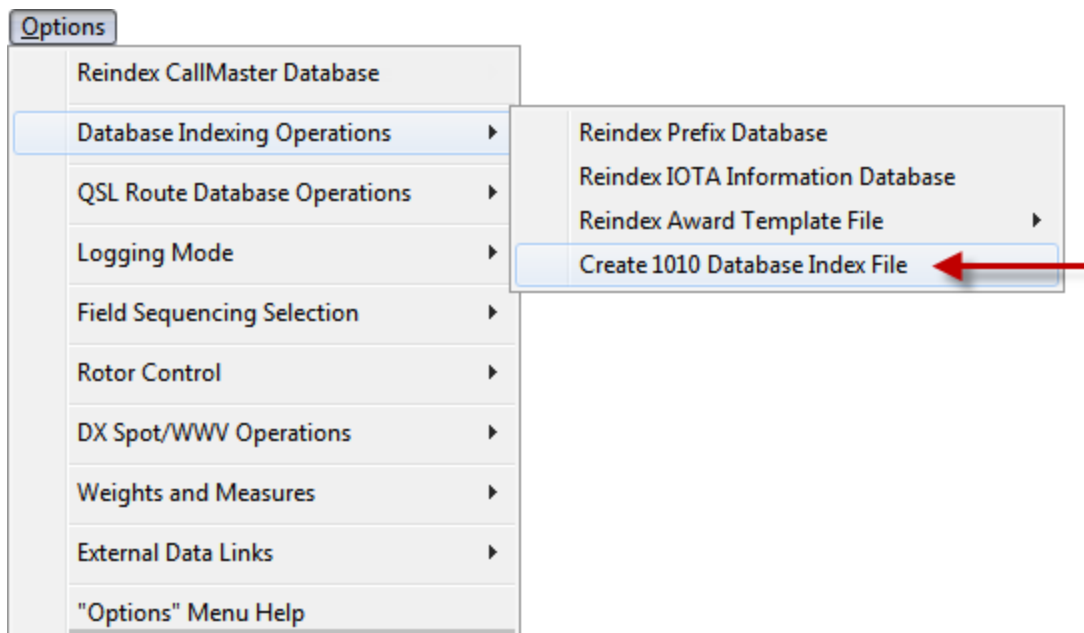 Options
Reindex CallMaster Database
Database Indexing Operations
QSL Route Database Operations
Logging Mode
Field Sequencing Selection
Rotor Control
DX Spot/WWV Operations
Weights and Measures
External Data Links
"Options" Menu Help
Reindex Prefix Database
Reindex IOTA Information Database
Reindex Award Template File
Create 1010 Database Index File